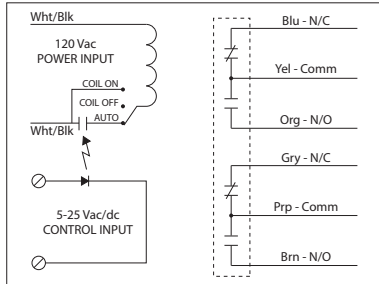 Wht/Blk
120 Vac
POWER INPUT
COIL ON
COIL OFF
AUTO
Wht/Blk
5-25 Vac/dc
CONTROL INPUT
Blu - N/C
Yel - Comm
Org - N/O
Gry - N/C
Prp - Comm
Brn - N/O